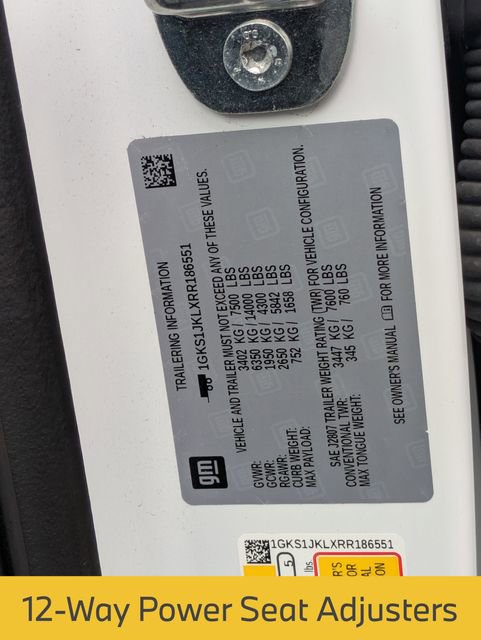 TRAILERING INFORMATION
1GKS1JKLXRR186551
VEHICLE AND TRAILER MUST NOT EXCEED ANY OF THESE VALUES.
GVWR: 3402 KG / 7500 LBS
GCWR: 6350 KG / 14000 LBS
RGAWR: 1950 KG / 4300 LBS
CURB WEIGHT: 2650 KG / 5842 LBS
MAX PAYLOAD: 752 KG / 1658 LBS
SAE J2807 TRAILER WEIGHT RATING (TWR) FOR VEHICLE CONFIGURATION.
CONVENTIONAL TWR: 3447 KG / 7600 LBS
MAX TONGUE WEIGHT: 345 KG / 760 LBS
SEE OWNER'S MANUAL FOR MORE INFORMATION
gm
1GKS1JKLXRR186551
5
lbs
12-Way Power Seat Adjusters